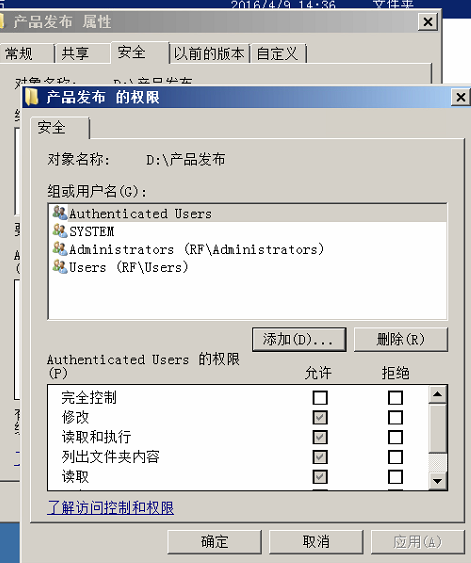 2016/4/9 14:36 文件夹
产品发布 属性
常规 共享 安全 以前的版本 自定义
对象名称: D:\产品发布
产品发布 的权限
安全
对象名称: D:\产品发布
组或用户名(G):
Authenticated Users
SYSTEM
Administrators (RF\Administrators)
Users (RF\Users)
添加(D)... 删除(R)
Authenticated Users 的权限
(P) 允许 拒绝
完全控制
修改
读取和执行
列出文件夹内容
读取
了解访问控制和权限
确定 取消 应用(A)